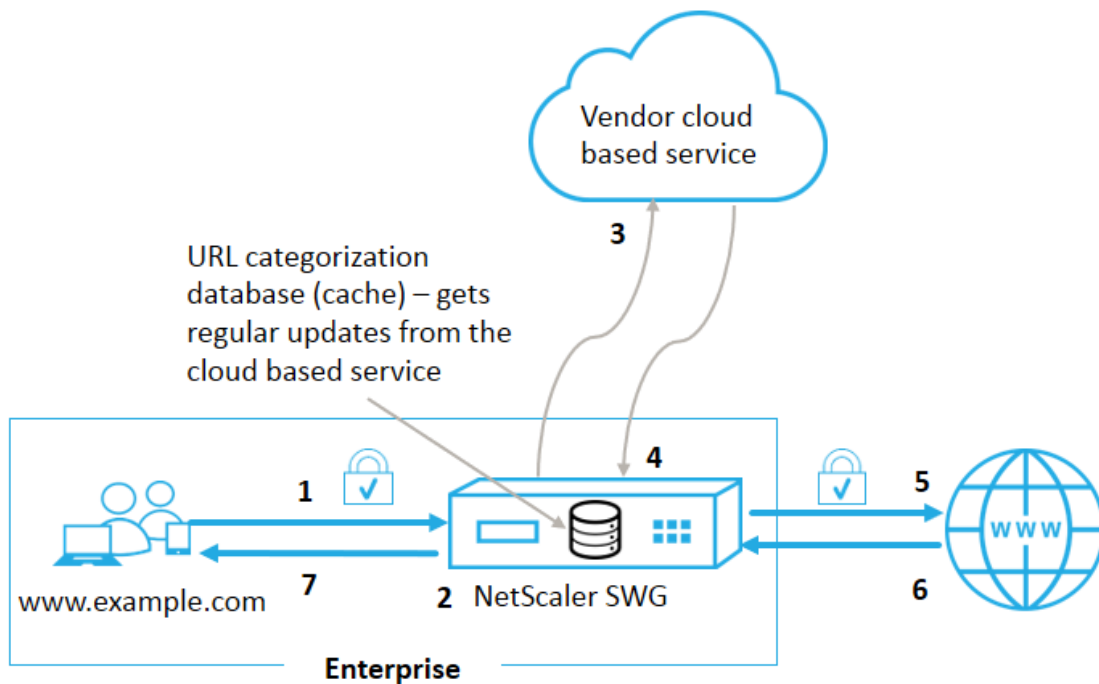 Vendor cloud
based service
3
URL categorization
database (cache) – gets
regular updates from the
cloud based service
4
1
5
www
7
2
NetScaler SWG
6
www.example.com
Enterprise